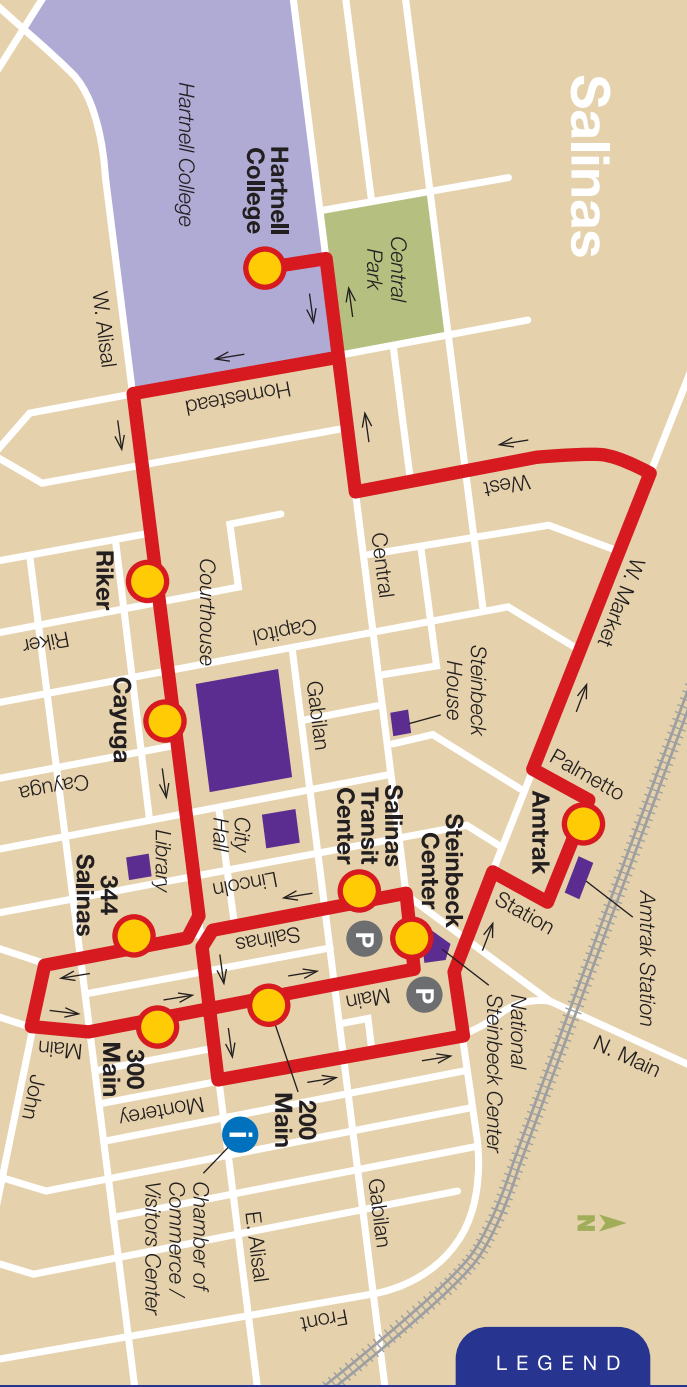 Salinas
Hartnell College
Hartnell
College
Central
Park
W. Alisal
Homestead
West
W. Market
Central
Riker
Riker
Courthouse
Capitol
Gabilan
Steinbeck
House
Cayuga
Cayuga
Palmetto
Amtrak
Amtrak Station
Station
Salinas
Transit
Center
Steinbeck
Center
City
Hall
Library
Lincoln
344
Salinas
Salinas
P
P
Main
National
Steinbeck Center
N. Main
300
Main
Main
John
200
Main
Monterey
i
Chamber of
Commerce /
Visitors Center
E. Alisal
Gabilan
Front
N
LEGEND